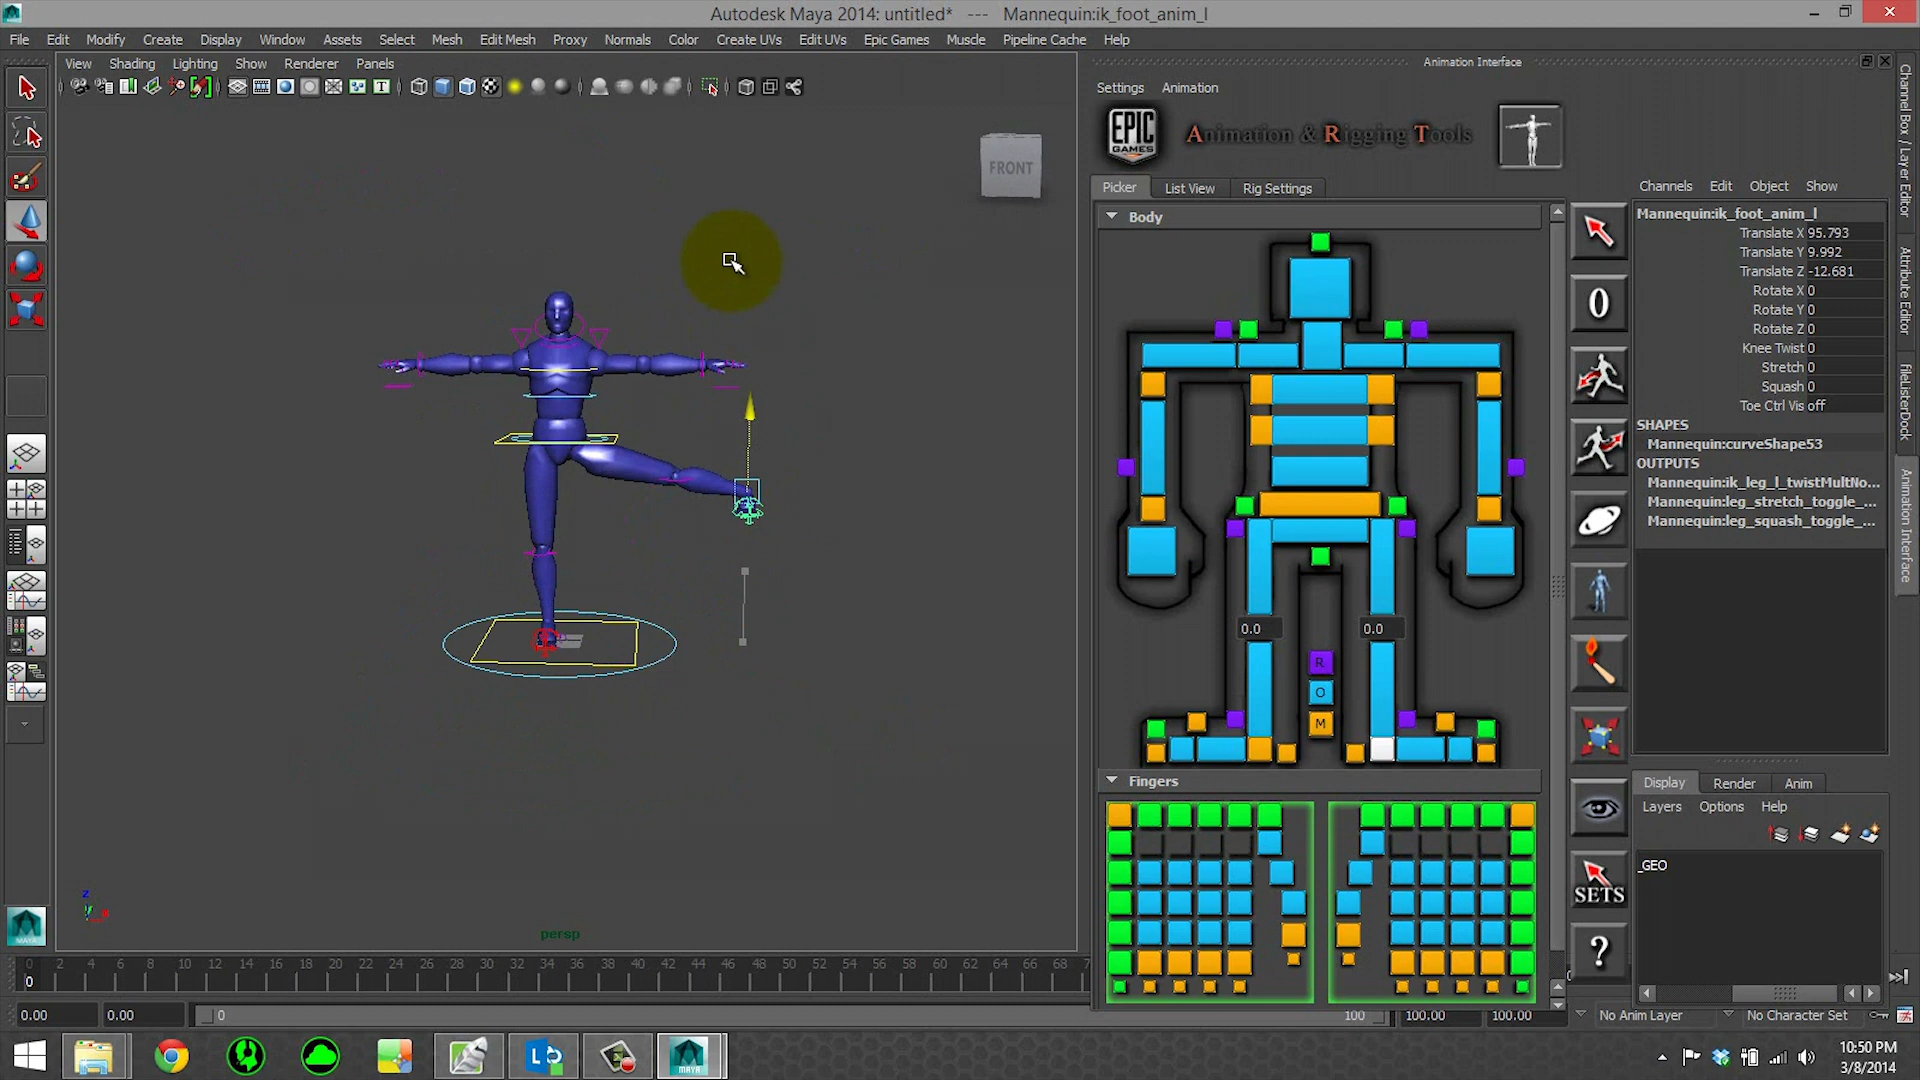 Autodesk Maya 2014: untitled*   ---   Mannequin:ik_foot_anim_l
File Edit Modify Create Display Window Assets Select Mesh Edit Mesh Proxy Normals Color Create UVs Edit UVs Epic Games Muscle Pipeline Cache Help
View Shading Lighting Show Renderer Panels
Animation Interface
Settings Animation
EPIC GAMES
Animation & Rigging Tools
Picker List View Rig Settings
Body
FRONT
0.0 0.0
R
O
M
Fingers
0
SETS
?
Channels Edit Object Show
Mannequin:ik_foot_anim_l
Translate X 95.793
Translate Y 9.992
Translate Z -12.681
Rotate X 0
Rotate Y 0
Rotate Z 0
Knee Twist 0
Stretch 0
Squash 0
Toe Ctrl Vis off
SHAPES
Mannequin:curveShape53
OUTPUTS
Mannequin:ik_leg_l_twistMultNo...
Mannequin:leg_stretch_toggle_...
Mannequin:leg_squash_toggle_...
Display Render Anim
Layers Options Help
_GEO
Channel Box / Layer Editor
Attribute Editor
FileListerDock
Animation Interface
z
persp
MAYA
0 2 4 6 8 10 12 14 16 18 20 22 24 26 28 30 32 34 36 38 40 42 44 46 48 50 52 54 56 58 60 62 64 66 68 7
0
0.00 0.00 0 100 100.00 100.00 No Anim Layer No Character Set
MAYA
10:50 PM
3/8/2014